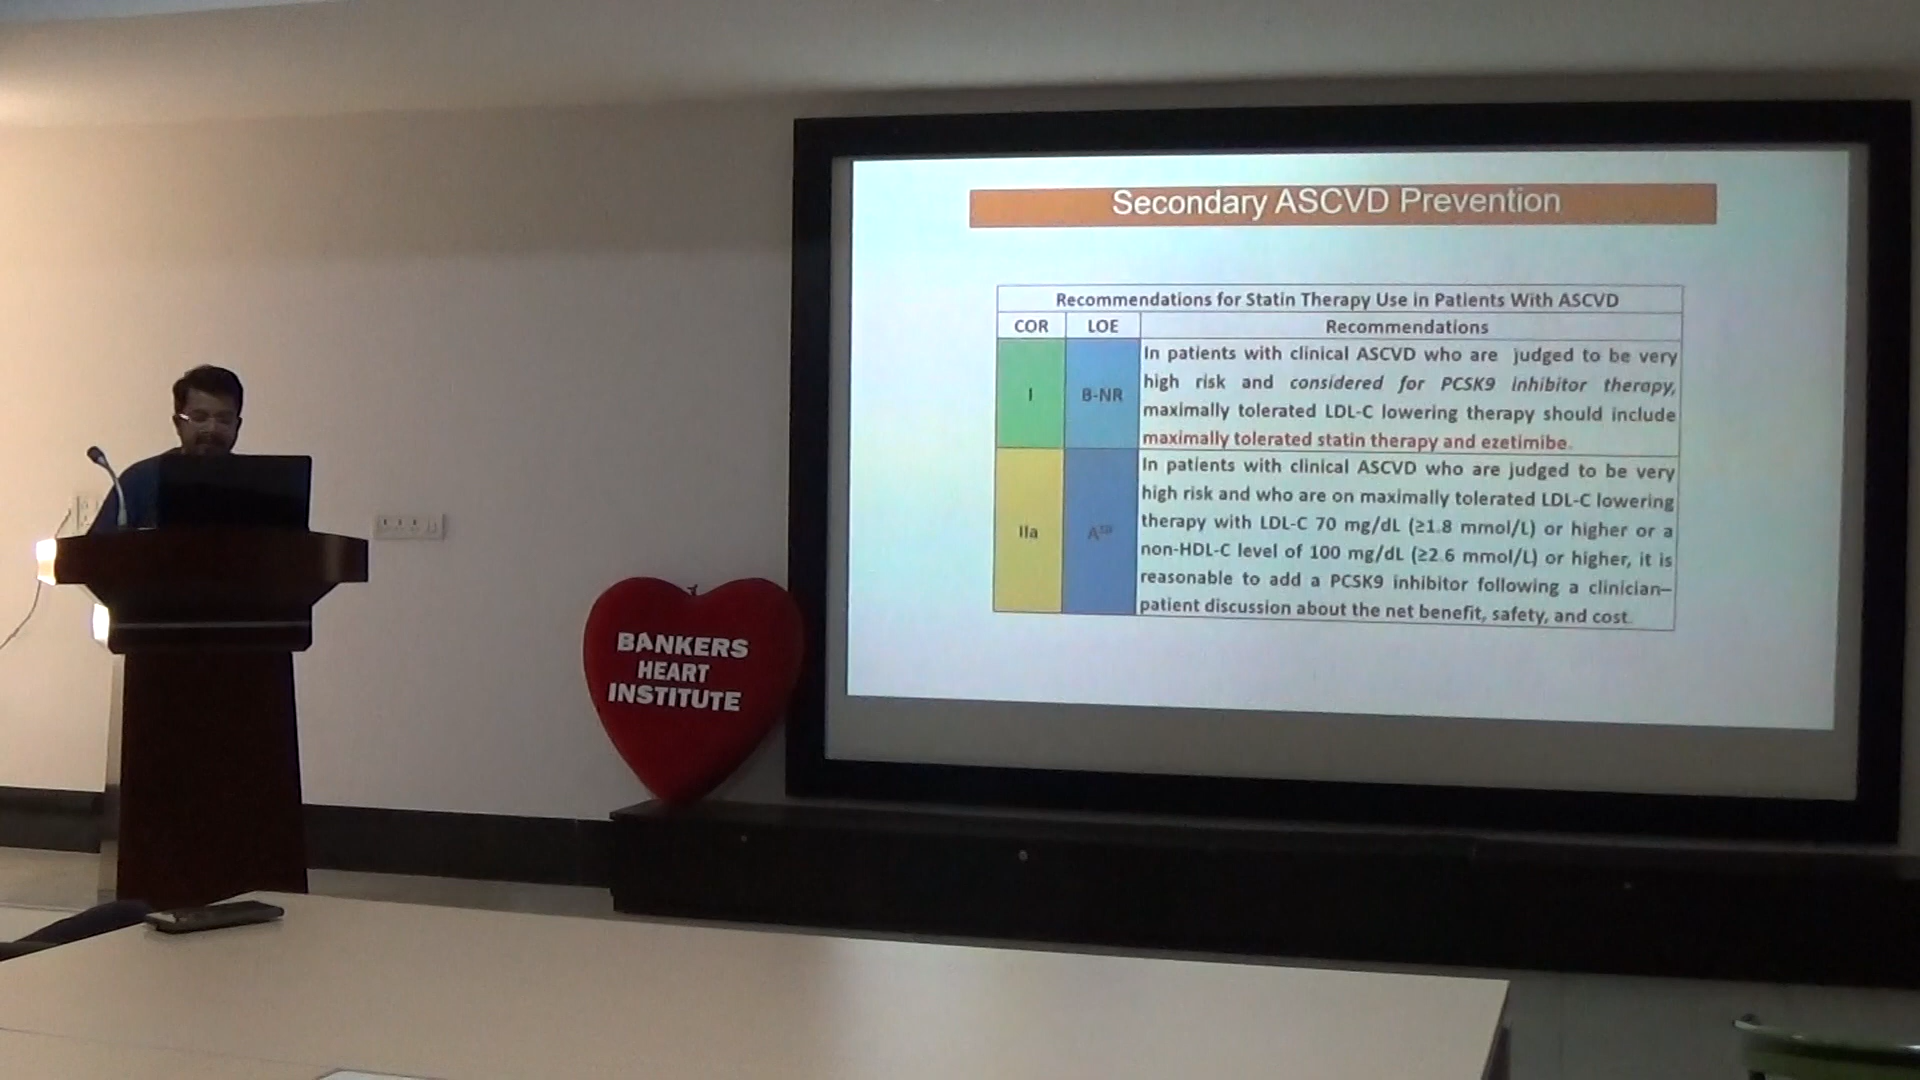 Secondary ASCVD Prevention
Recommendations for Statin Therapy Use in Patients With ASCVD
COR LOE Recommendations
I B-NR
In patients with clinical ASCVD who are judged to be very
high risk and considered for PCSK9 inhibitor therapy,
maximally tolerated LDL-C lowering therapy should include
maximally tolerated statin therapy and ezetimibe.
IIa A
In patients with clinical ASCVD who are judged to be very
high risk and who are on maximally tolerated LDL-C lowering
therapy with LDL-C 70 mg/dL (≥1.8 mmol/L) or higher or a
non-HDL-C level of 100 mg/dL (≥2.6 mmol/L) or higher, it is
reasonable to add a PCSK9 inhibitor following a clinician–
patient discussion about the net benefit, safety, and cost.
BANKERS
HEART
INSTITUTE